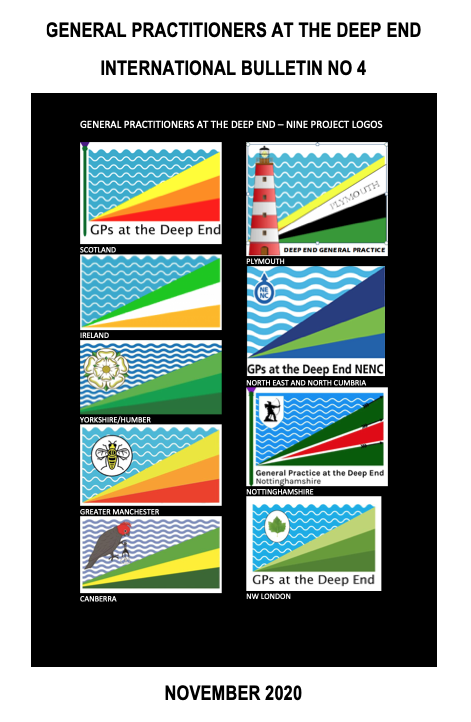 GENERAL PRACTITIONERS AT THE DEEP END
INTERNATIONAL BULLETIN NO 4
GENERAL PRACTITIONERS AT THE DEEP END – NINE PROJECT LOGOS
GPs at the Deep End
SCOTLAND
IRELAND
YORKSHIRE/HUMBER
GREATER MANCHESTER
CANBERRA
PLYMOUTH
DEEP END GENERAL PRACTICE
PLYMOUTH
NE
NC
GPs at the Deep End NENC
NORTH EAST AND NORTH CUMBRIA
General Practice at the Deep End
Nottinghamshire
NOTTINGHAMSHIRE
GPs at the Deep End
NW LONDON
NOVEMBER 2020